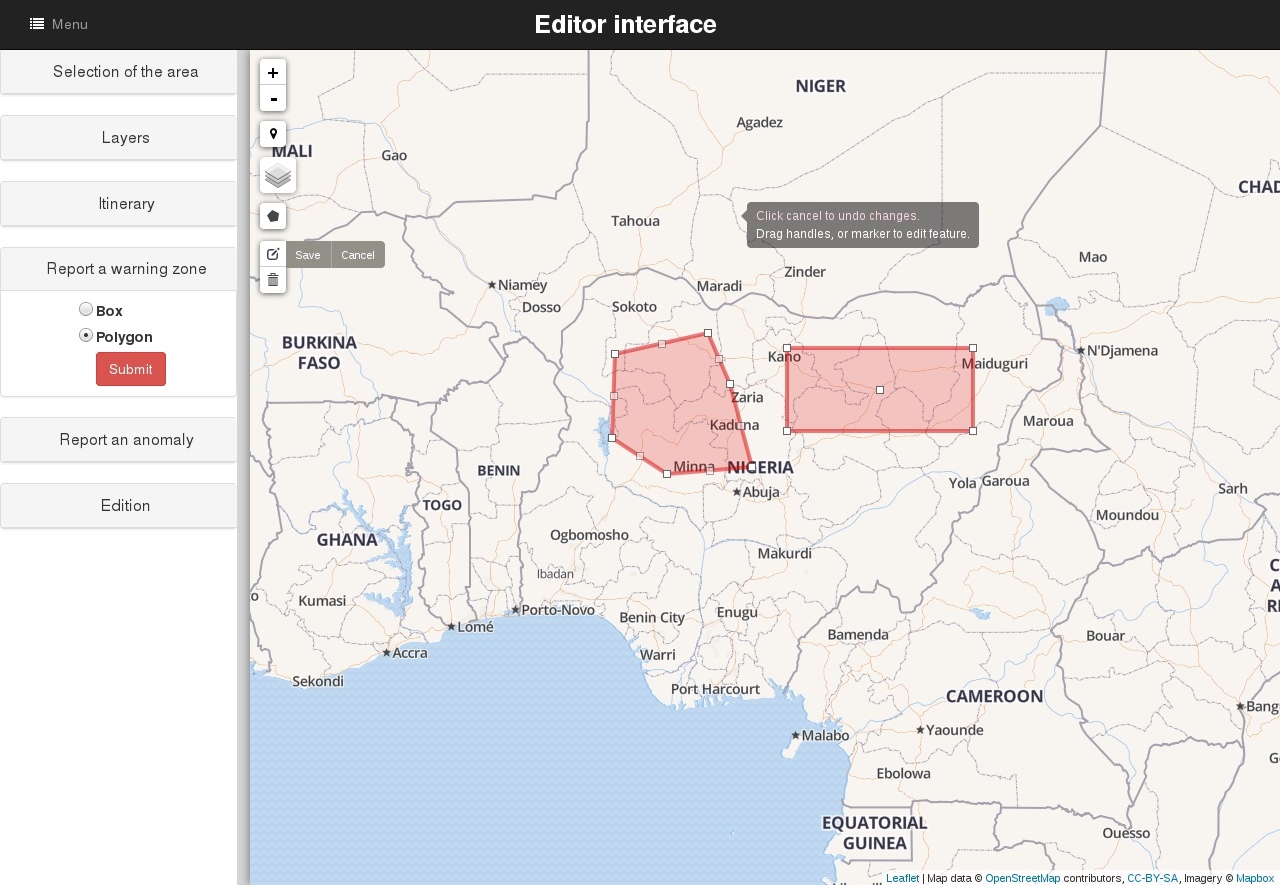 Menu
Editor interface
Selection of the area
Layers
Itinerary
Report a warning zone
Box
Polygon
Submit
Report an anomaly
Edition
+
-
Save
Cancel
Click cancel to undo changes.
Drag handles, or marker to edit feature.
NIGER
Agadez
MALI
Gao
CHAD
Tahoua
Mao
Zinder
Niamey
Maradi
Dosso
Sokoto
BURKINA
FASO
Kano
Maiduguri
N'Djamena
Zaria
Kaduna
Maroua
BENIN
Minna
NIGERIA
Abuja
Yola
Garoua
Sarh
TOGO
Moundou
GHANA
Ogbomosho
Makurdi
Ibadan
C
A
RE
o
Kumasi
Porto-Novo
Benin City
Enugu
Lomé
Bamenda
Bouar
Accra
Warri
Sekondi
Port Harcourt
CAMEROON
Bang
Malabo
Yaounde
Ge
Ebolowa
EQUATORIAL
GUINEA
Ouesso
Leaflet | Map data © OpenStreetMap contributors, CC-BY-SA, Imagery © Mapbox